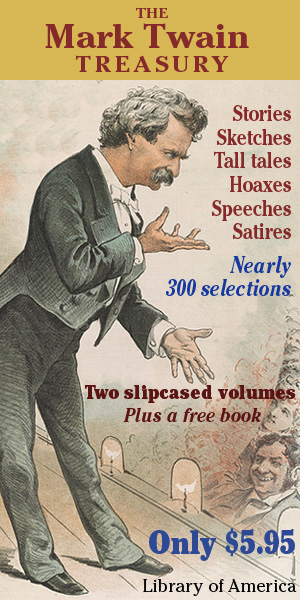 THE
Mark Twain
TREASURY
Stories
Sketches
Tall tales
Hoaxes
Speeches
Satires
Nearly
300 selections
Two slipcased volumes
Plus a free book
Only $5.95
Library of America